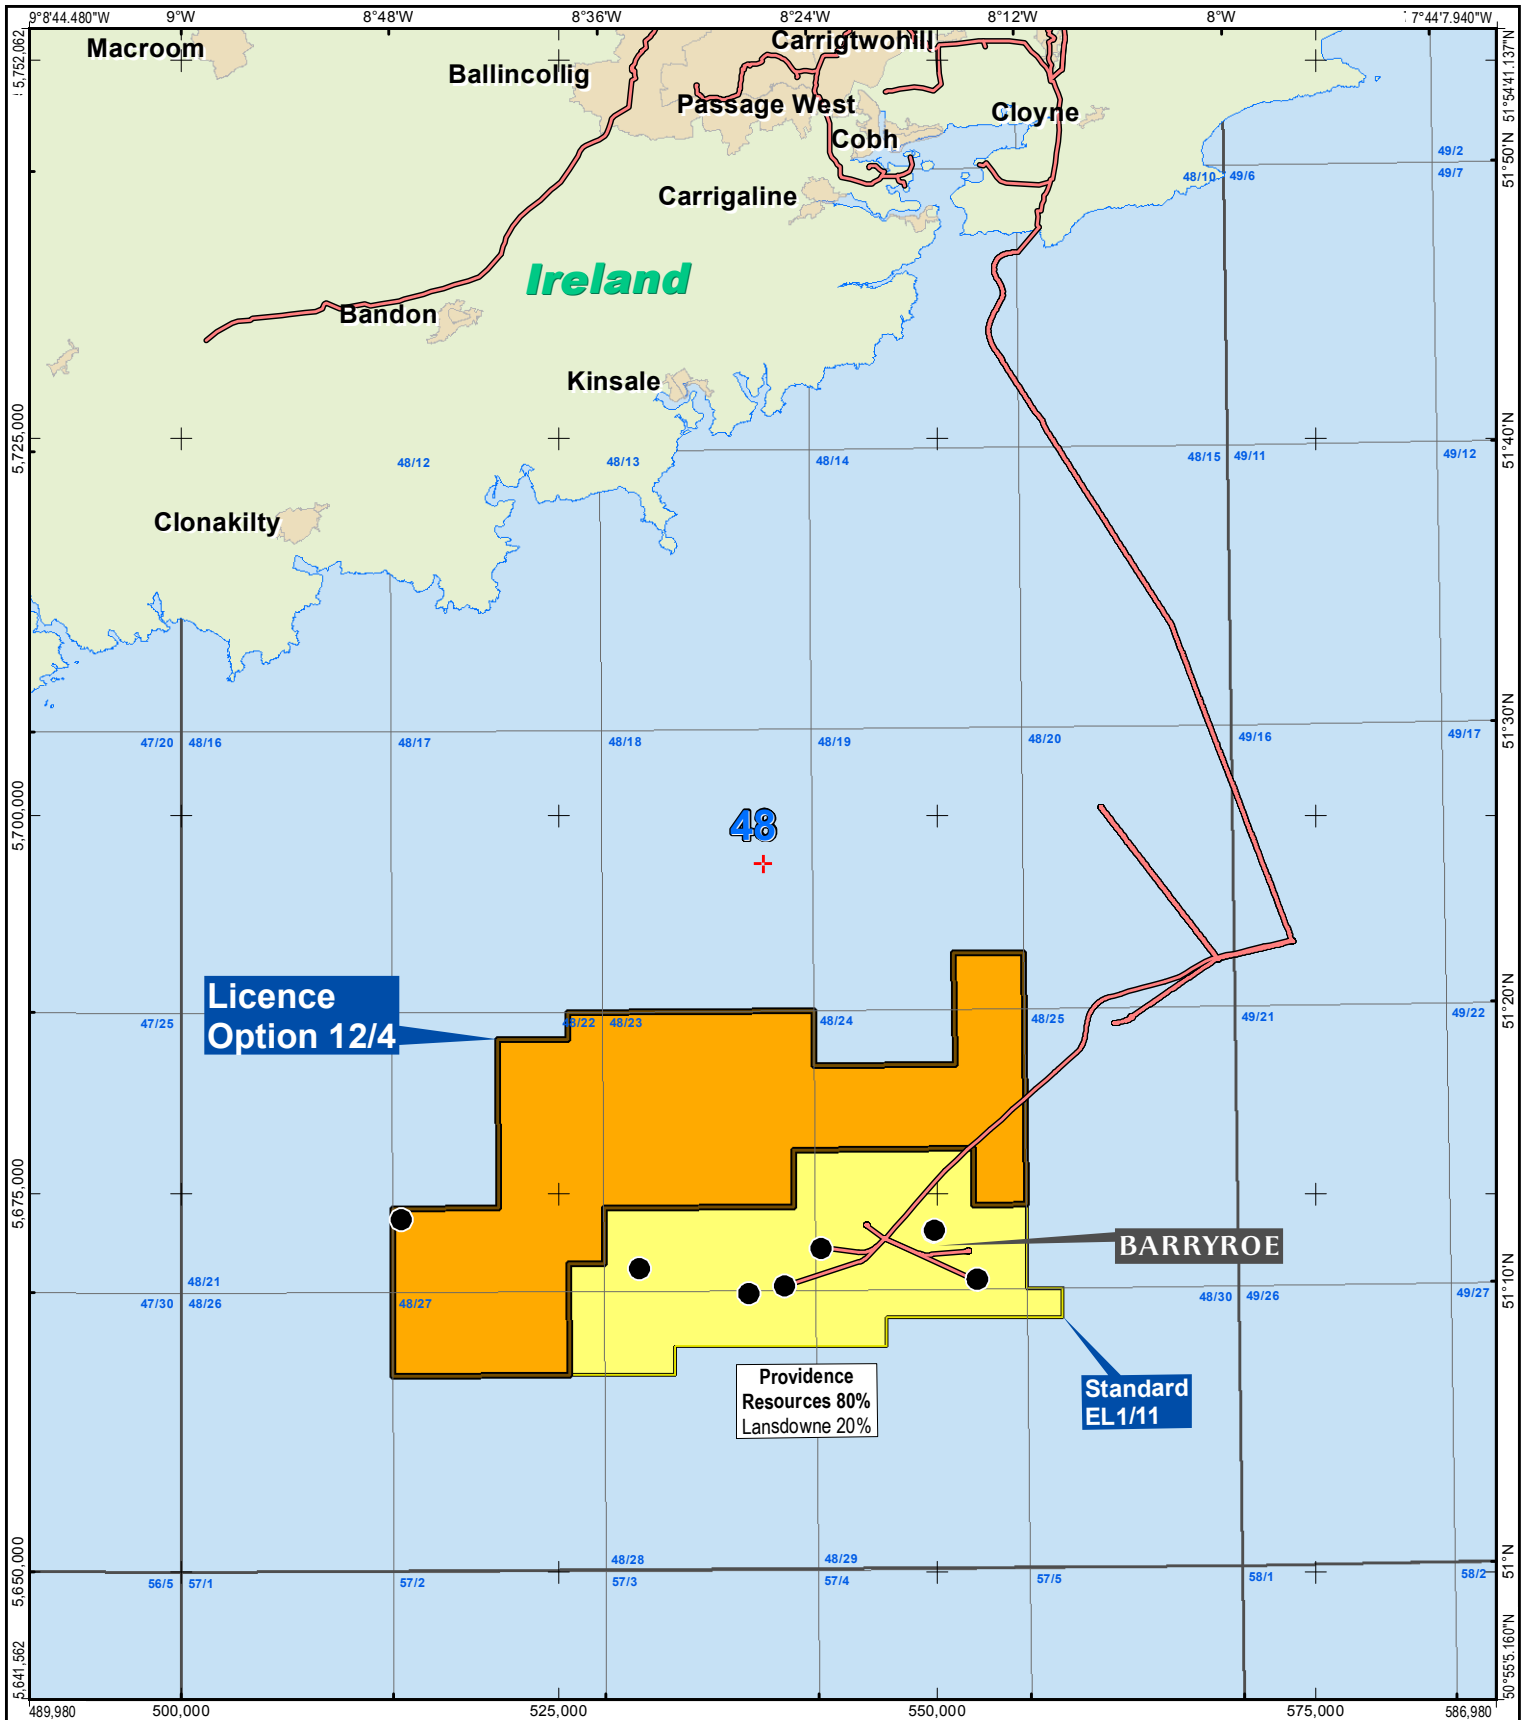 9°8'44.480"W
9°W
8°48'W
8°36'W
8°24'W
8°12'W
8°W
7°44'7.940"W
5,752,062
51°54'41.137"N
Macroom
Ballincollig
Carrigtwohill
Passage West
Cloyne
Cobh
49/2
51°50'N
48/10
49/6
49/7
Carrigaline
Ireland
Bandon
Kinsale
5,725,000
51°40'N
48/12
48/13
48/14
48/15
49/11
49/12
Clonakilty
51°30'N
47/20
48/16
48/17
48/18
48/19
48/20
49/16
49/17
5,700,000
48
Licence
Option 12/4
51°20'N
47/25
48/23
48/24
48/25
49/21
49/22
5,675,000
BARRYROE
51°10'N
48/21
47/30
48/26
48/27
48/30
49/26
49/27
Providence
Resources 80%
Lansdowne 20%
Standard
EL1/11
5,650,000
51°N
48/28
48/29
56/5
57/1
57/2
57/3
57/4
57/5
58/1
58/2
5,641,562
50°55'5.160"N
489,980
500,000
525,000
550,000
575,000
586,980